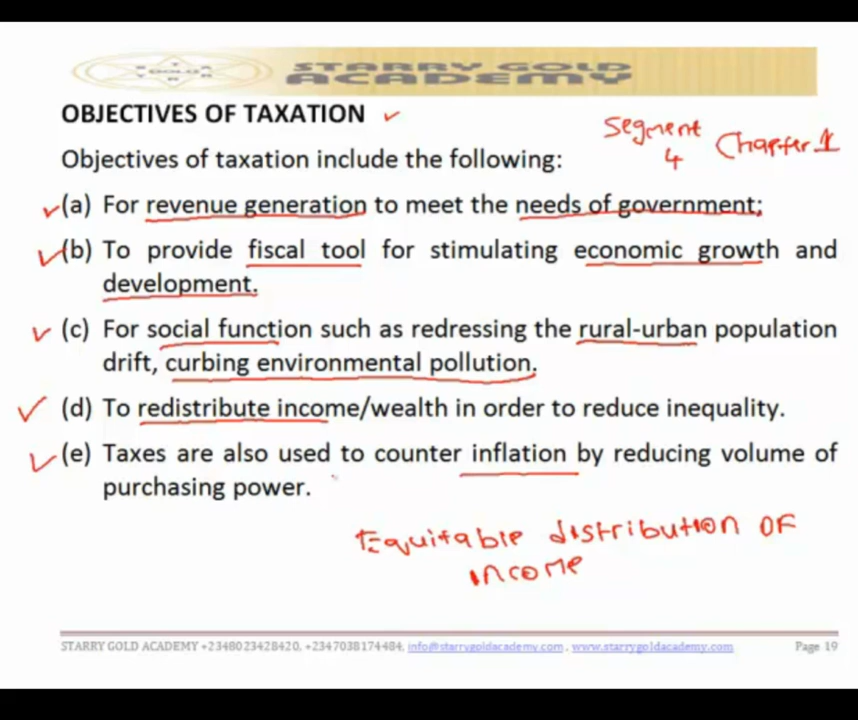 STARRY GOLD
ACADEMY
OBJECTIVES OF TAXATION
Segment 4 Chapter 1
Objectives of taxation include the following:
(a) For revenue generation to meet the needs of government;
(b) To provide fiscal tool for stimulating economic growth and
development.
(c) For social function such as redressing the rural-urban population
drift, curbing environmental pollution.
(d) To redistribute income/wealth in order to reduce inequality.
(e) Taxes are also used to counter inflation by reducing volume of
purchasing power.
Equitable distribution of
income
STARRY GOLD ACADEMY +2348023428420, +2347038174484, info@starrygoldacademy.com , www.starrygoldacademy.com Page 19